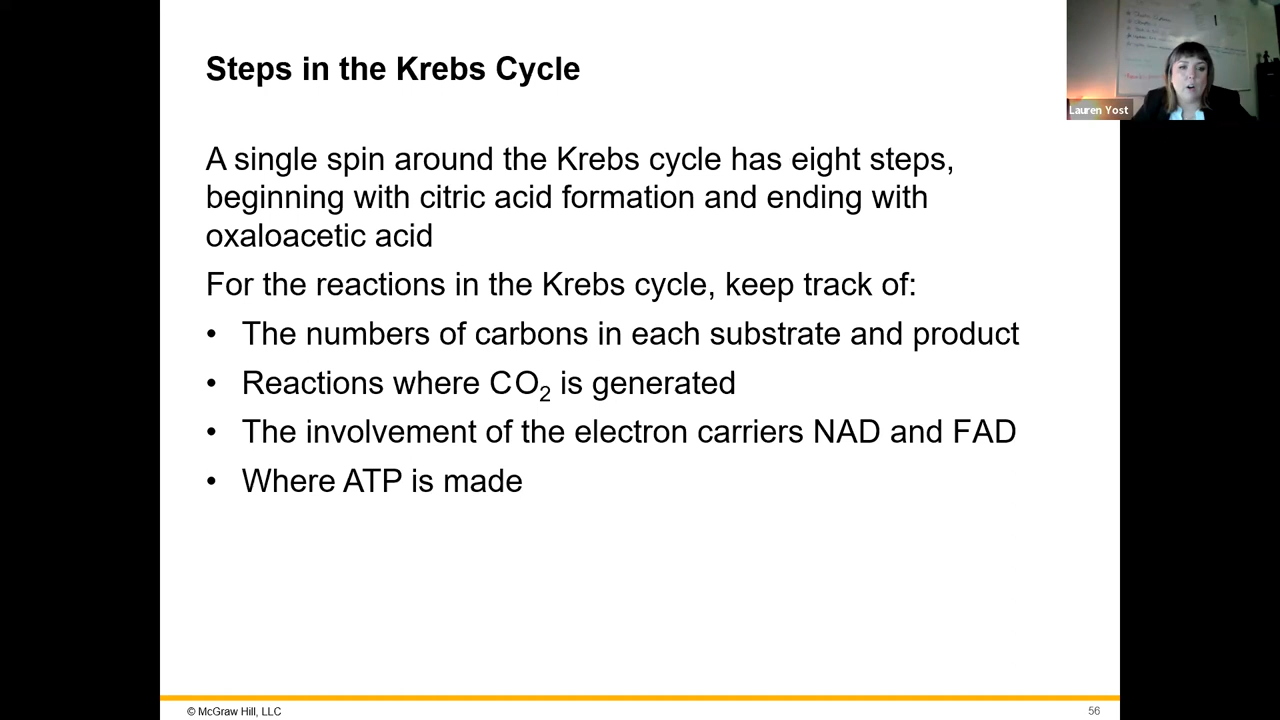 Steps in the Krebs Cycle
Lauren Yost
A single spin around the Krebs cycle has eight steps,
beginning with citric acid formation and ending with
oxaloacetic acid
For the reactions in the Krebs cycle, keep track of:
• The numbers of carbons in each substrate and product
• Reactions where CO₂ is generated
• The involvement of the electron carriers NAD and FAD
• Where ATP is made
© McGraw Hill, LLC
56